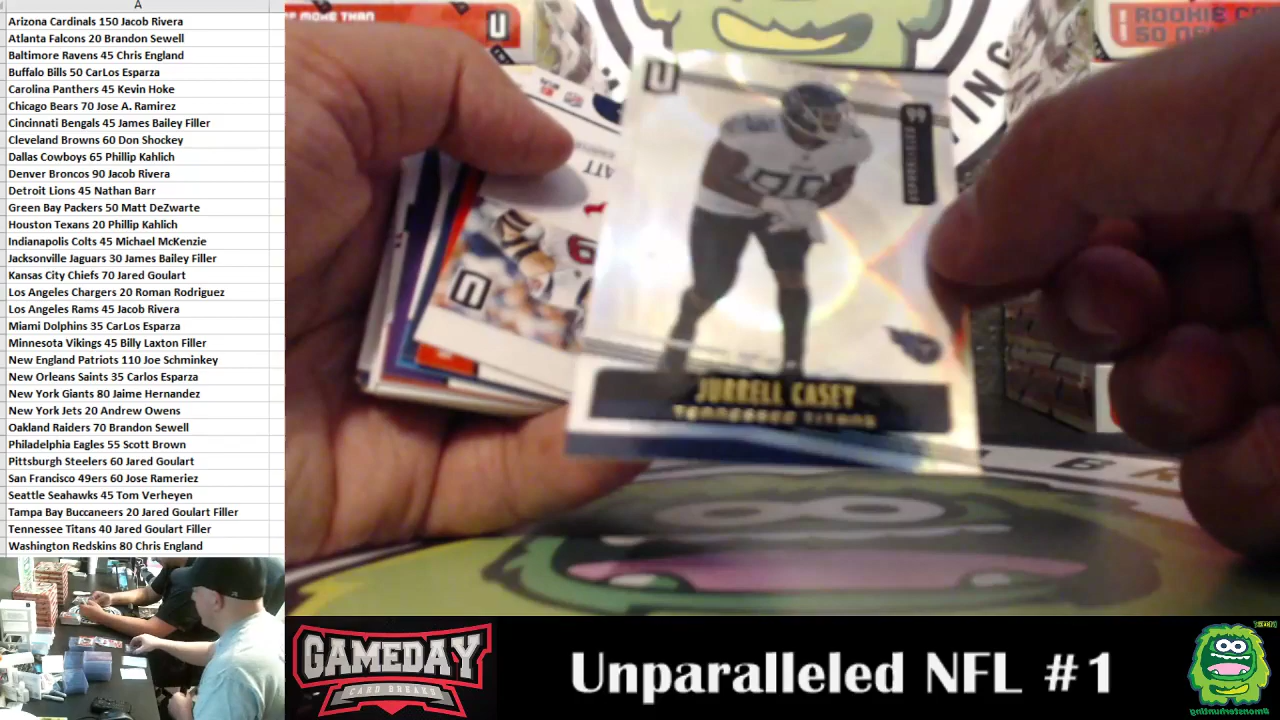 A
Arizona Cardinals 150 Jacob Rivera
Atlanta Falcons 20 Brandon Sewell
Baltimore Ravens 45 Chris England
Buffalo Bills 50 CarLos Esparza
Carolina Panthers 45 Kevin Hoke
Chicago Bears 70 Jose A. Ramirez
Cincinnati Bengals 45 James Bailey Filler
Cleveland Browns 60 Don Shockey
Dallas Cowboys 65 Phillip Kahlich
Denver Broncos 90 Jacob Rivera
Detroit Lions 45 Nathan Barr
Green Bay Packers 50 Matt DeZwarte
Houston Texans 20 Phillip Kahlich
Indianapolis Colts 45 Michael McKenzie
Jacksonville Jaguars 30 James Bailey Filler
Kansas City Chiefs 70 Jared Goulart
Los Angeles Chargers 20 Roman Rodriguez
Los Angeles Rams 45 Jacob Rivera
Miami Dolphins 35 CarLos Esparza
Minnesota Vikings 45 Billy Laxton Filler
New England Patriots 110 Joe Schminkey
New Orleans Saints 35 Carlos Esparza
New York Giants 80 Jaime Hernandez
New York Jets 20 Andrew Owens
Oakland Raiders 70 Brandon Sewell
Philadelphia Eagles 55 Scott Brown
Pittsburgh Steelers 60 Jared Goulart
San Francisco 49ers 60 Jose Rameriez
Seattle Seahawks 45 Tom Verheyen
Tampa Bay Buccaneers 20 Jared Goulart Filler
Tennessee Titans 40 Jared Goulart Filler
Washington Redskins 80 Chris England
MORE THAN
U
ROOKIE
50
ING
U
99
ATT
U
JURRELL CASEY
TENNESSEE TITANS
B R
GAMEDAY
CARD BREAKS
Unparalleled NFL #1
#monsterhunting